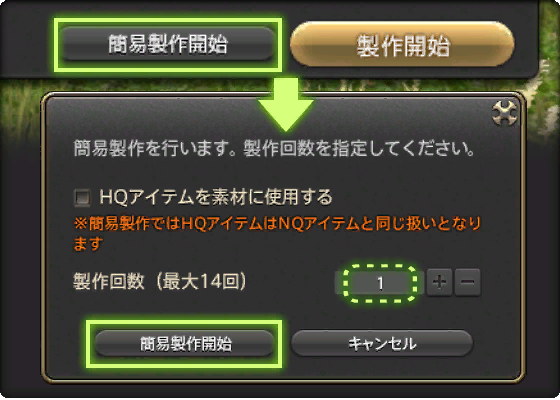 簡易製作開始
製作開始
簡易製作を行います。製作回数を指定してください。
HQアイテムを素材に使用する
※簡易製作ではHQアイテムはNQアイテムと同じ扱いとなり
ます
製作回数（最大14回）
1
簡易製作開始
キャンセル